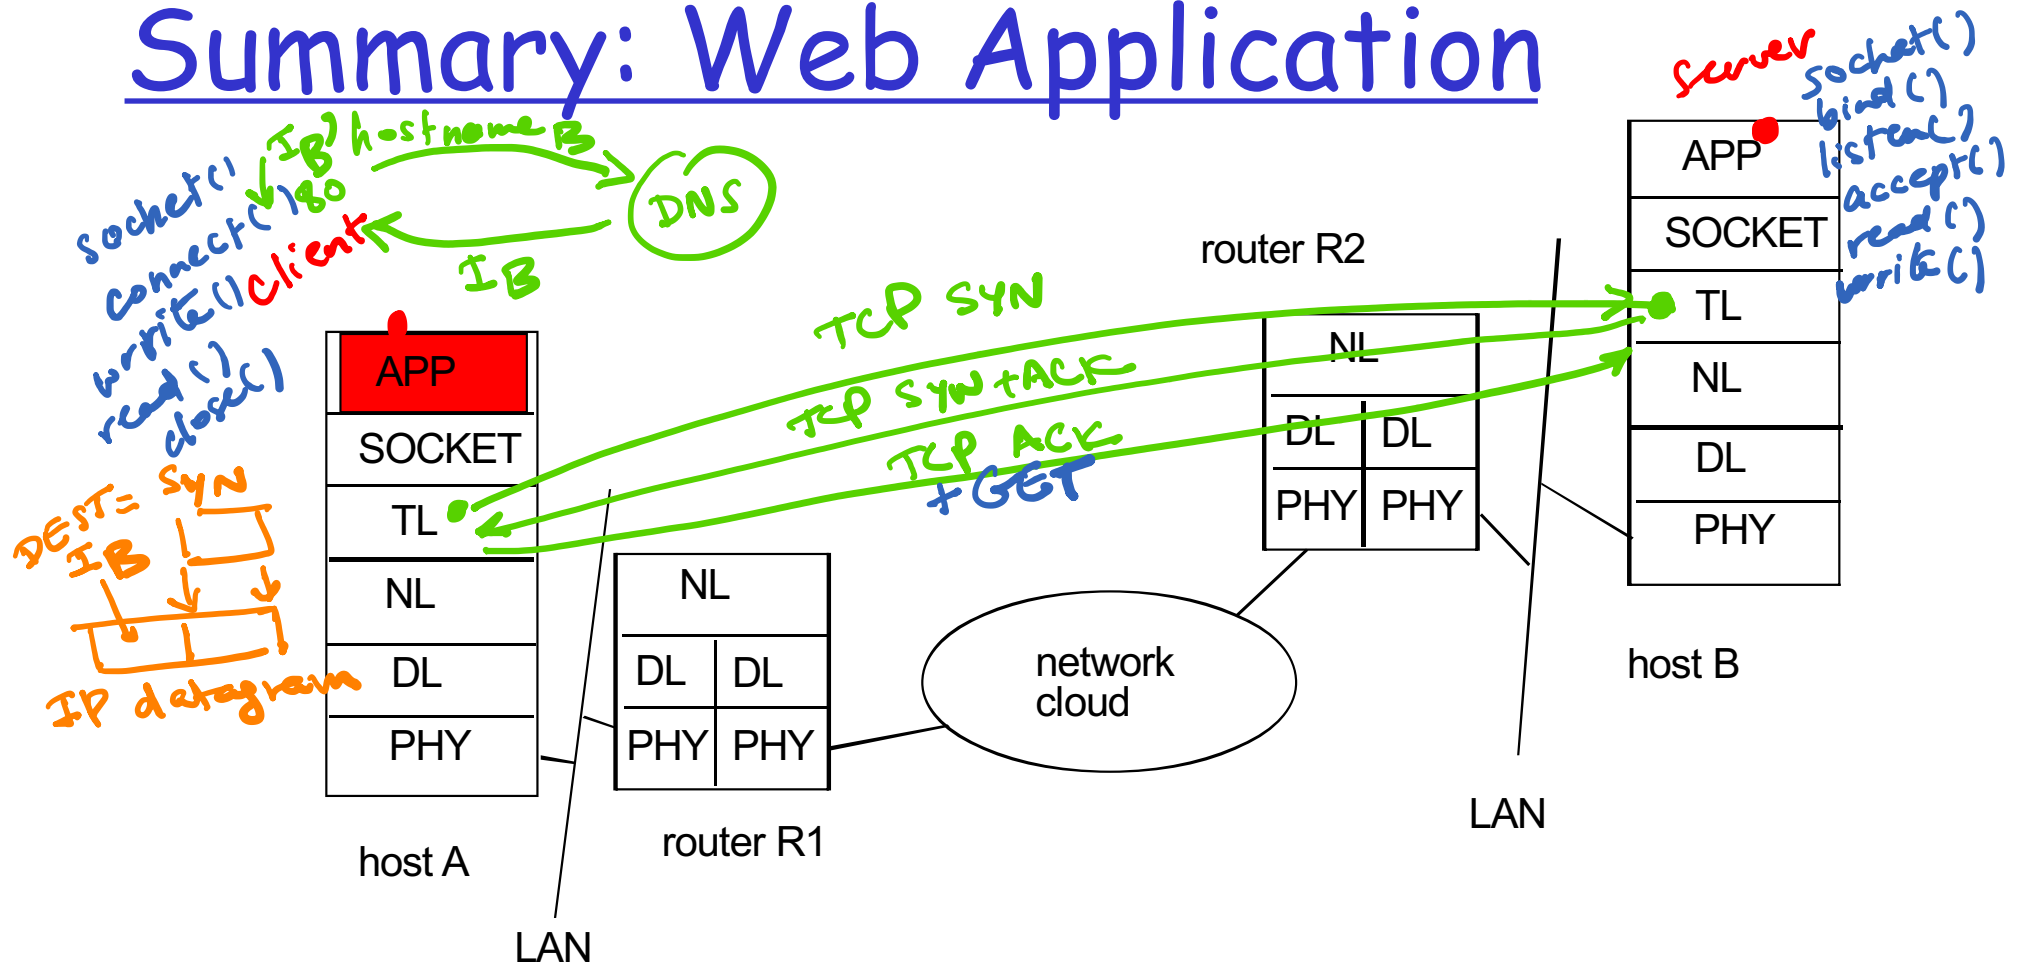 Summary: Web Application
server
socket()
bind()
listen()
accept()
read()
write()
IB, hostname B
80
DNS
IB
socket()
connect()
write()
read()
close()
client
APP
SOCKET
TL
NL
DL
PHY
host A
DEST=
IB
SYN
IP datagram
TCP SYN
TCP SYN+ACK
TCP ACK
+ GET
NL
DL DL
PHY PHY
router R1
LAN
network
cloud
router R2
NL
DL DL
PHY PHY
LAN
APP
SOCKET
TL
NL
DL
PHY
host B